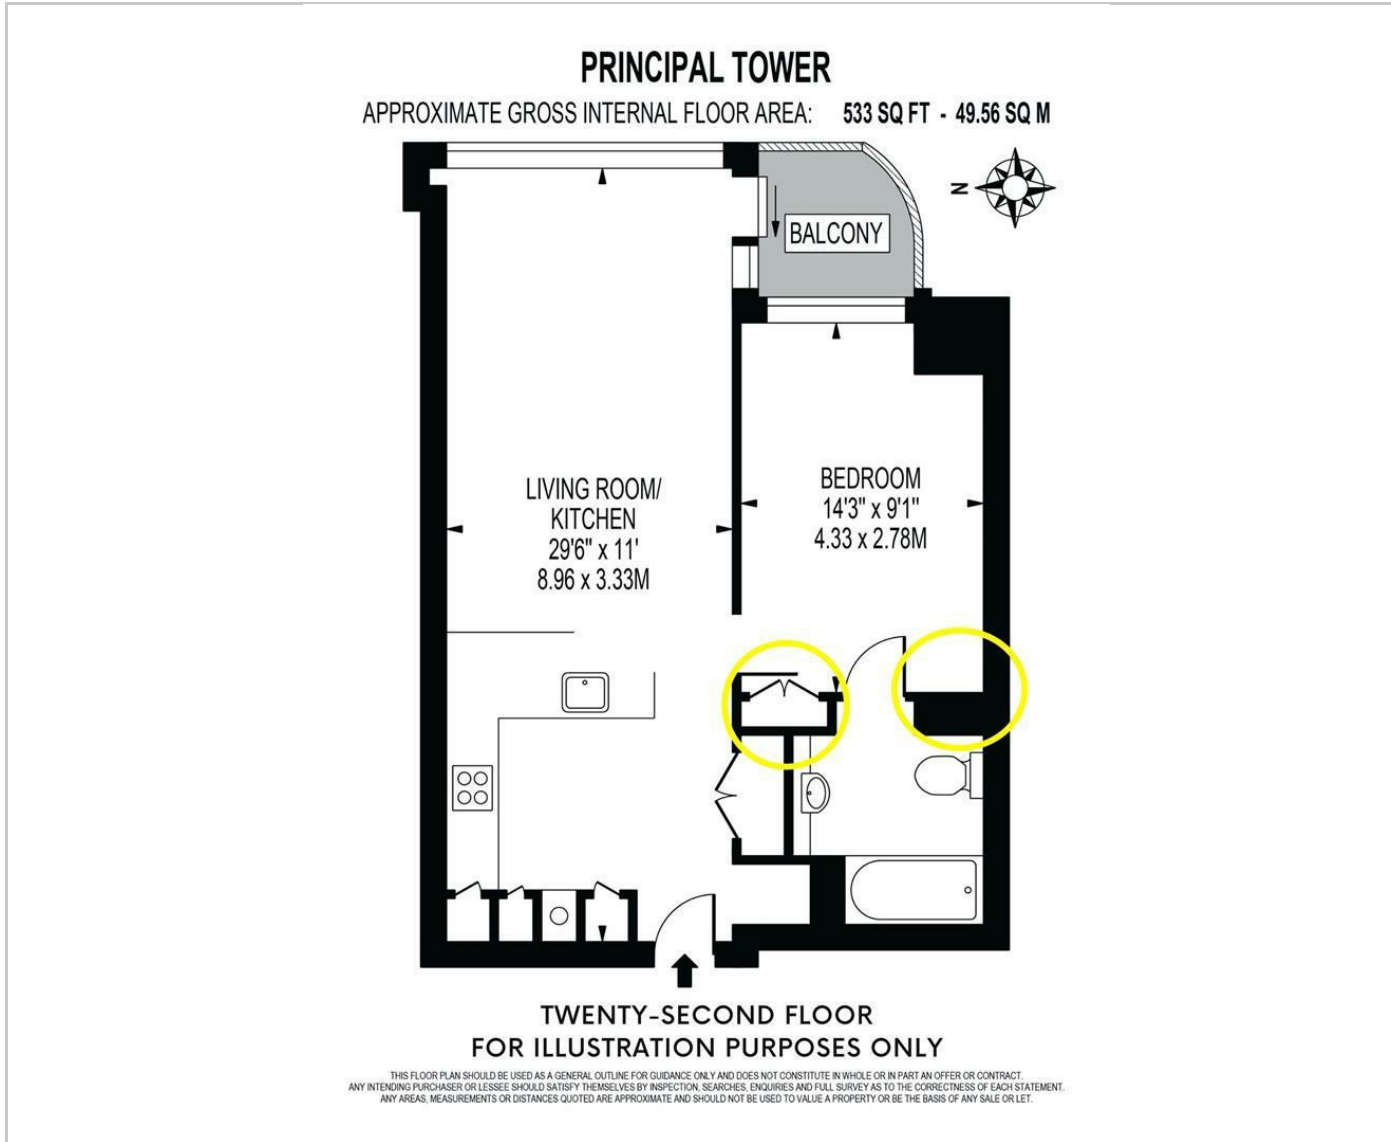 PRINCIPAL TOWER
APPROXIMATE GROSS INTERNAL FLOOR AREA: 533 SQ FT - 49.56 SQ M
N
BALCONY
LIVING ROOM/
KITCHEN
29'6" x 11'
8.96 x 3.33M
BEDROOM
14'3" x 9'1"
4.33 x 2.78M
TWENTY-SECOND FLOOR
FOR ILLUSTRATION PURPOSES ONLY
THIS FLOOR PLAN SHOULD BE USED AS A GENERAL OUTLINE FOR GUIDANCE ONLY AND DOES NOT CONSTITUTE IN WHOLE OR IN PART AN OFFER OR CONTRACT.
ANY INTENDING PURCHASER OR LESSEE SHOULD SATISFY THEMSELVES BY INSPECTION, SEARCHES, ENQUIRIES AND FULL SURVEY AS TO THE CORRECTNESS OF EACH STATEMENT.
ANY AREAS, MEASUREMENTS OR DISTANCES QUOTED ARE APPROXIMATE AND SHOULD NOT BE USED TO VALUE A PROPERTY OR BE THE BASIS OF ANY SALE OR LET.